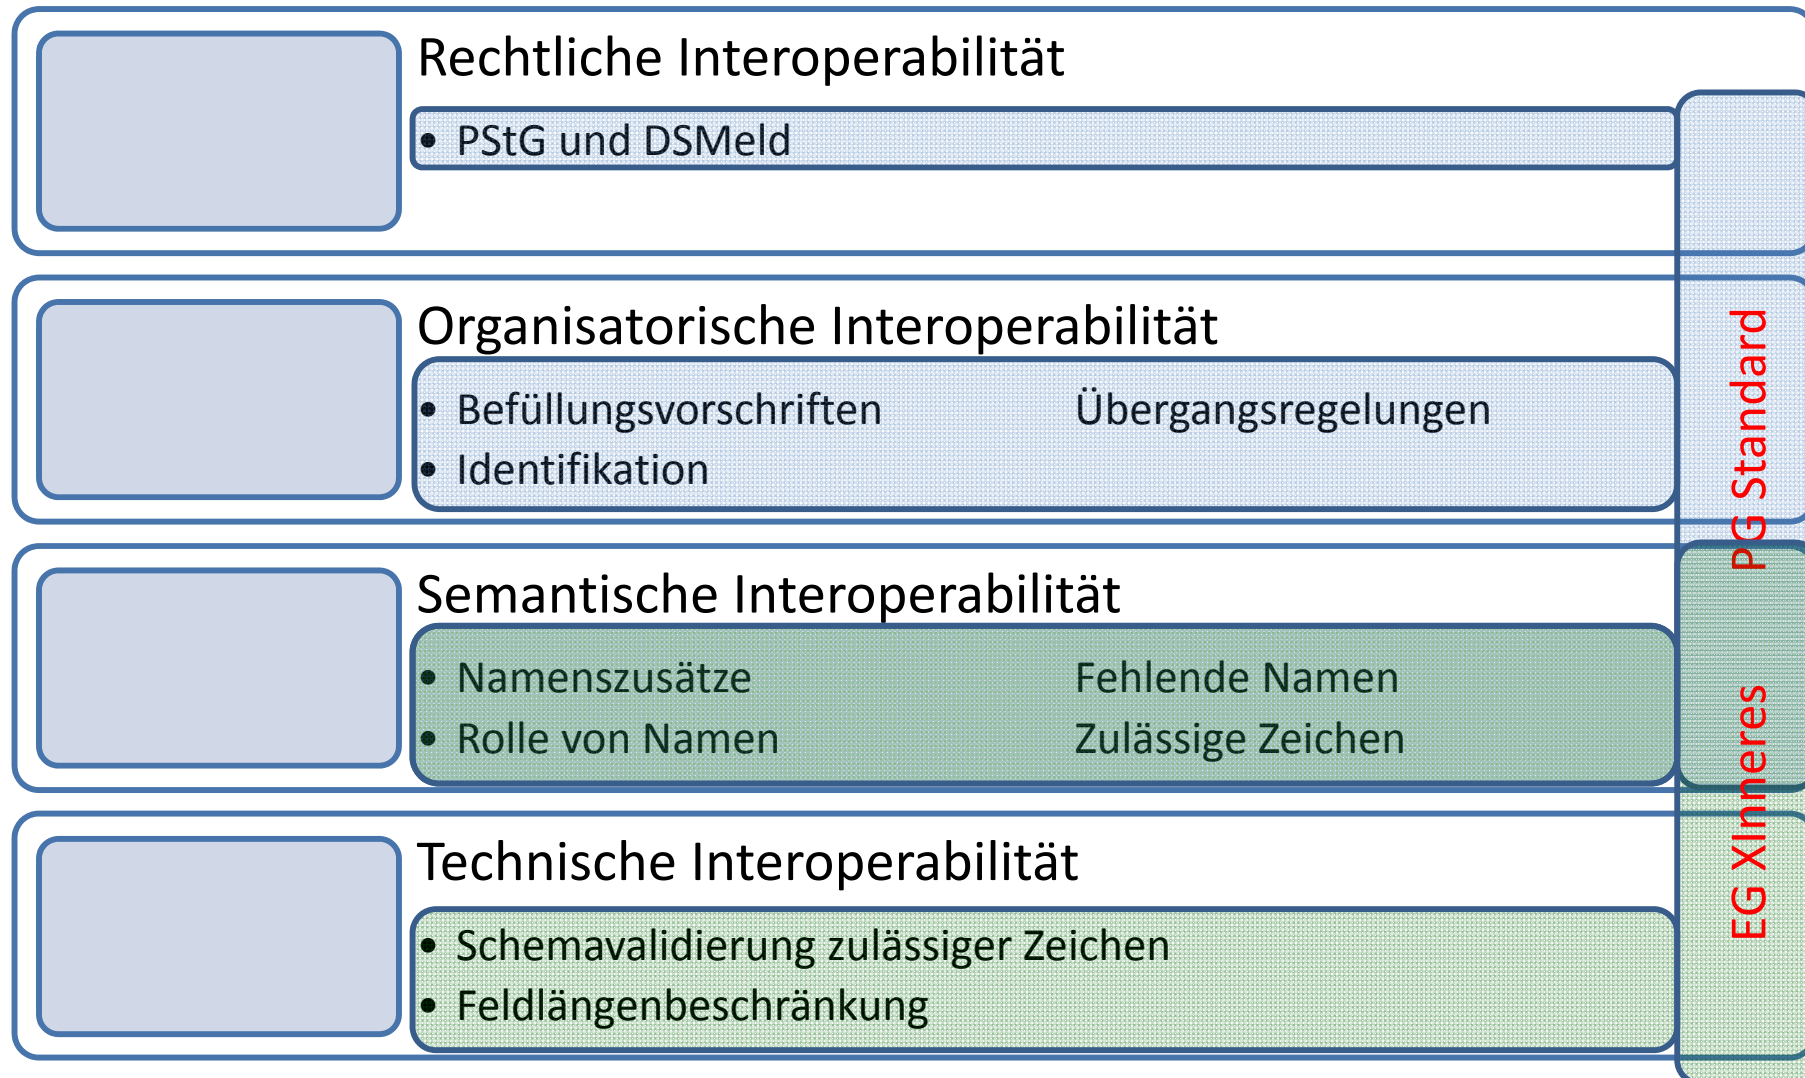 Rechtliche Interoperabilität
• PStG und DSMeld
Organisatorische Interoperabilität
• Befüllungsvorschriften Übergangsregelungen
• Identifikation
Semantische Interoperabilität
• Namenszusätze Fehlende Namen
• Rolle von Namen Zulässige Zeichen
Technische Interoperabilität
• Schemavalidierung zulässiger Zeichen
• Feldlängenbeschränkung
EG XInneres PG Standard